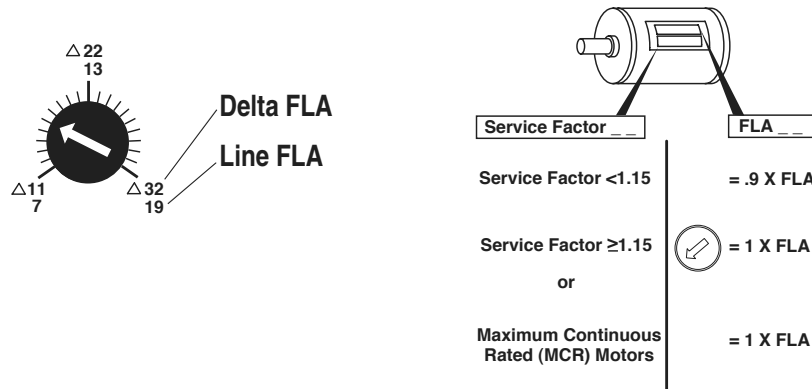 △22
13
Delta FLA
Line FLA
△11
7
△32
19
Service Factor _ _
FLA _ _
Service Factor <1.15
= .9 X FLA
Service Factor ≥1.15
= 1 X FLA
or
Maximum Continuous
Rated (MCR) Motors
= 1 X FLA